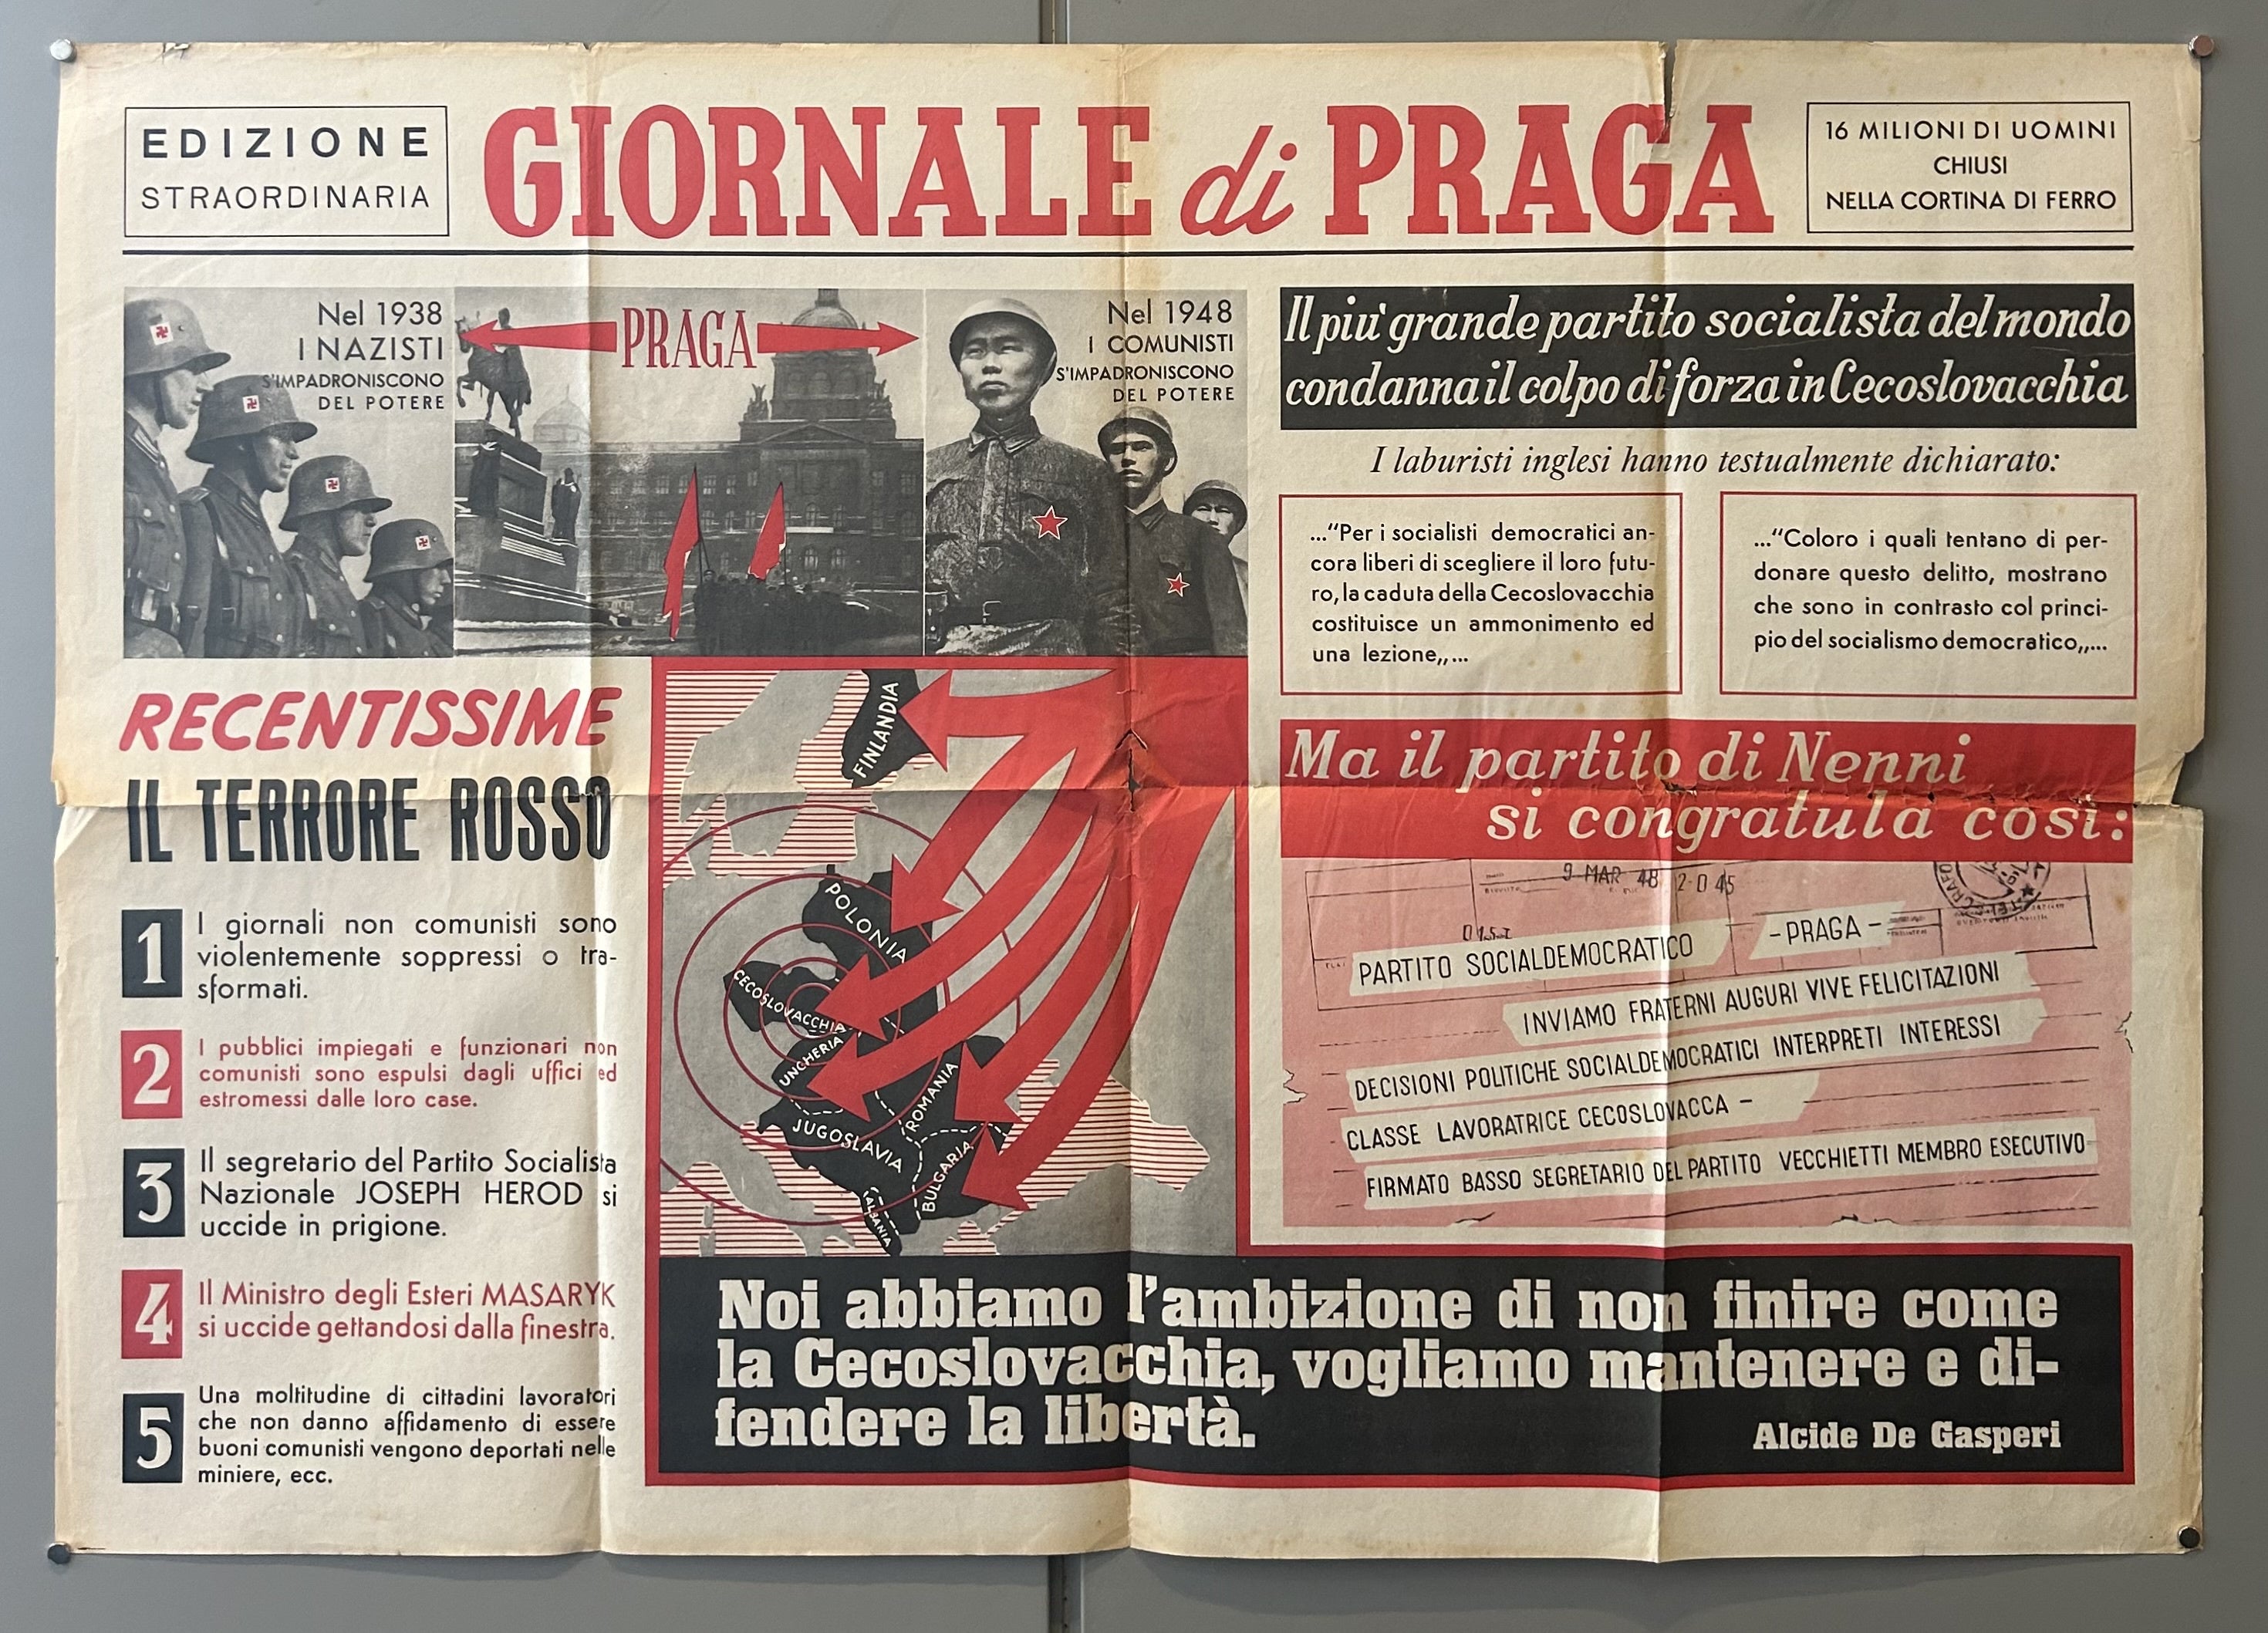 EDIZIONE
STRAORDINARIA
GIORNALE di PRAGA
16 MILIONI DI UOMINI
CHIUSI
NELLA CORTINA DI FERRO
Nel 1938
I NAZISTI
S'IMPADRONISCONO
DEL POTERE
PRAGA
Nel 1948
I COMUNISTI
S'IMPADRONISCONO
DEL POTERE
Il piu' grande partito socialista del mondo
condanna il colpo di forza in Cecoslovacchia
I laburisti inglesi hanno testualmente dichiarato:
..."Per i socialisti democratici an-
cora liberi di scegliere il loro futu-
ro, la caduta della Cecoslovacchia
costituisce un ammonimento ed
una lezione,,...
..."Coloro i quali tentano di per-
donare questo delitto, mostrano
che sono in contrasto col princi-
pio del socialismo democratico,,...
RECENTISSIME
IL TERRORE ROSSO
1 I giornali non comunisti sono
violentemente soppressi o tra-
sformati.
2 I pubblici impiegati e funzionari non
comunisti sono espulsi dagli uffici ed
estromessi dalle loro case.
3 Il segretario del Partito Socialista
Nazionale JOSEPH HEROD si
uccide in prigione.
4 Il Ministro degli Esteri MASARYK
si uccide gettandosi dalla finestra.
5 Una moltitudine di cittadini lavoratori
che non danno affidamento di essere
buoni comunisti vengono deportati nelle
miniere, ecc.
FINLANDIA
POLONIA
CECOSLOVACCHIA
UNGHERIA
ROMANIA
JUGOSLAVIA
BULGARIA
ALBANIA
Ma il partito di Nenni
si congratula così:
9 MAR 48
PARTITO SOCIALDEMOCRATICO - PRAGA -
INVIAMO FRATERNI AUGURI VIVE FELICITAZIONI
DECISIONI POLITICHE SOCIALDEMOCRATICI INTERPRETI INTERESSI
CLASSE LAVORATRICE CECOSLOVACCA -
FIRMATO BASSO SEGRETARIO DEL PARTITO VECCHIETTI MEMBRO ESECUTIVO
Noi abbiamo l'ambizione di non finire come
la Cecoslovacchia, vogliamo mantenere e di-
fendere la libertà.
Alcide De Gasperi